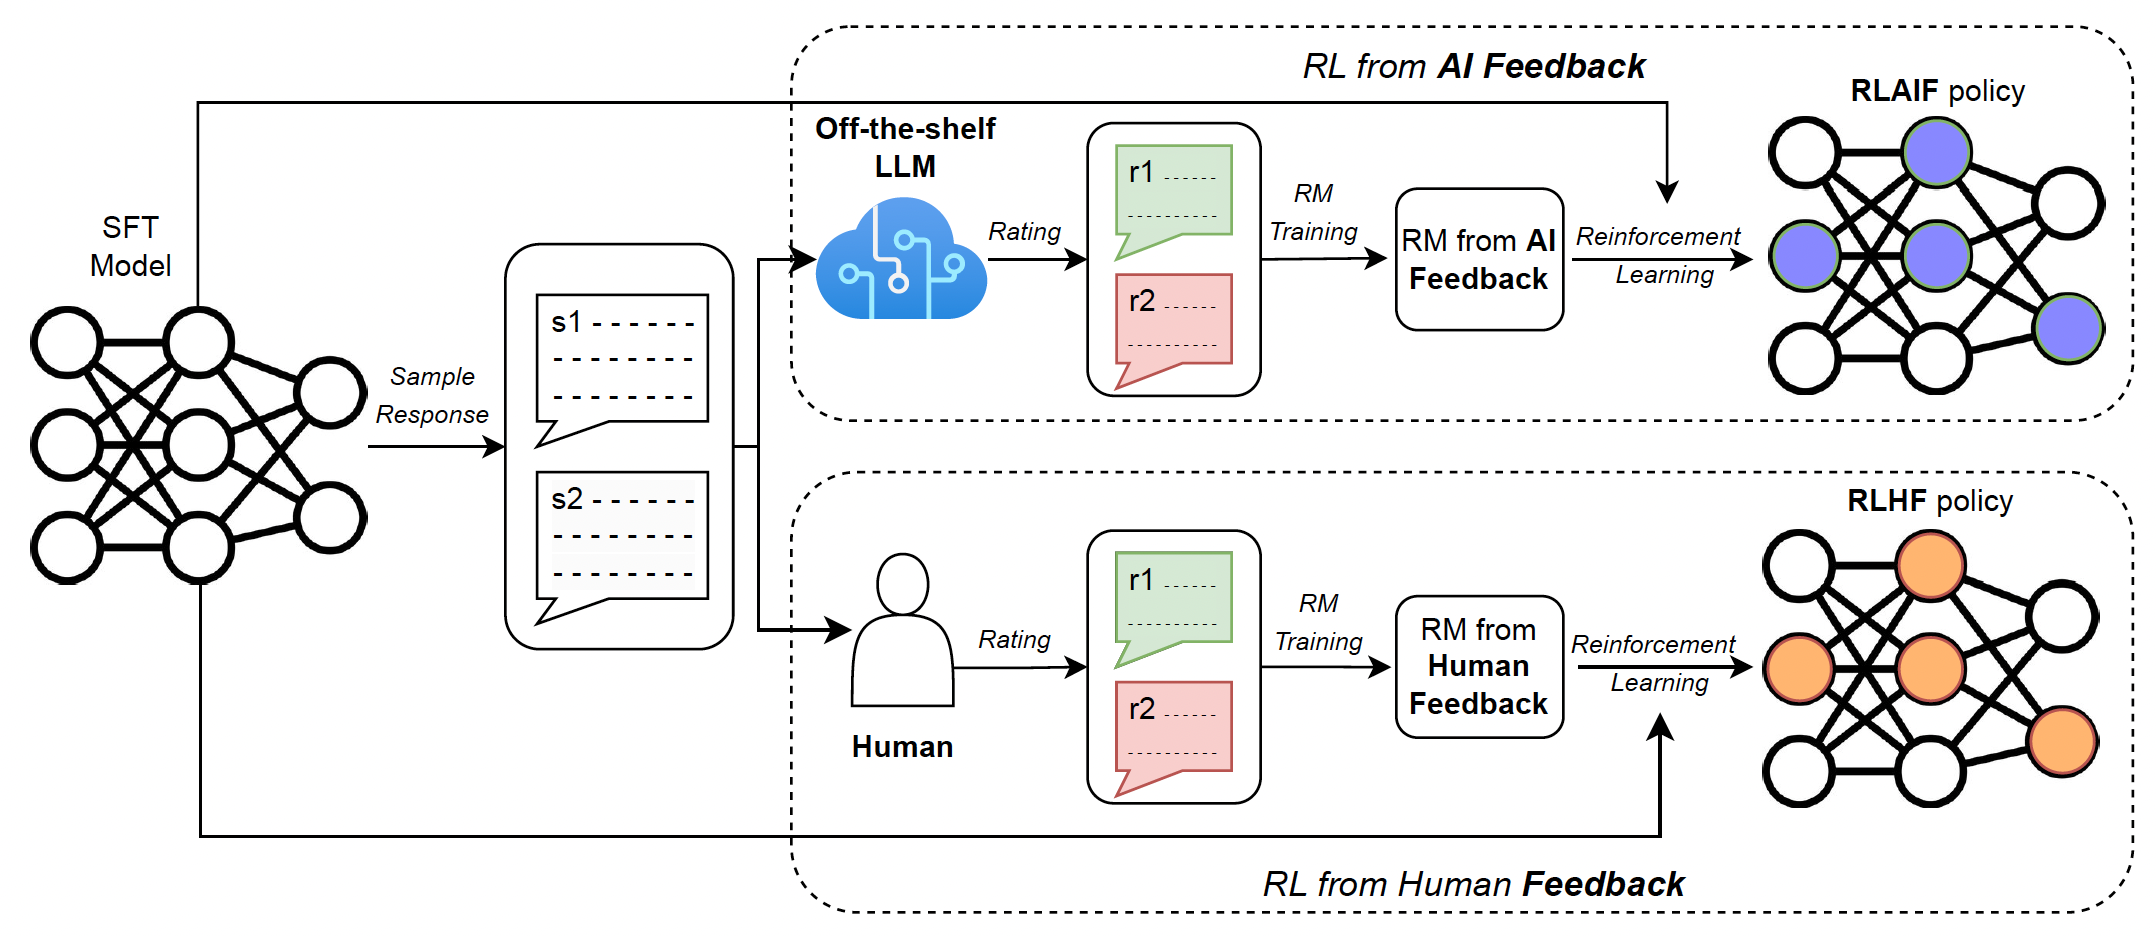 RL from AI Feedback
RLAIF policy
Off-the-shelf
LLM
r1 ------
----------
RM
Training
Rating
r2 ------
----------
RM from AI
Feedback
Reinforcement
Learning
SFT
Model
Sample
Response
s1 ------
--------
--------
s2 ------
--------
--------
RLHF policy
Human
Rating
r1 ------
----------
r2 ------
----------
RM
Training
RM from
Human
Feedback
Reinforcement
Learning
RL from Human Feedback